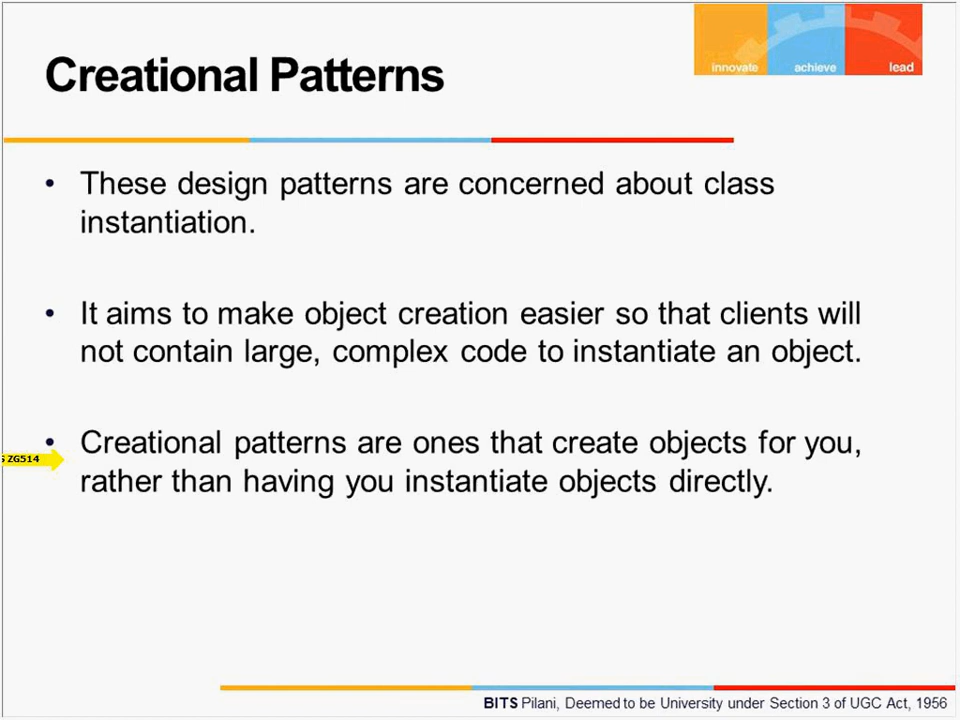 Creational Patterns
innovate achieve lead
• These design patterns are concerned about class
instantiation.
• It aims to make object creation easier so that clients will
not contain large, complex code to instantiate an object.
• Creational patterns are ones that create objects for you,
rather than having you instantiate objects directly.
ZG514
BITS Pilani, Deemed to be University under Section 3 of UGC Act, 1956